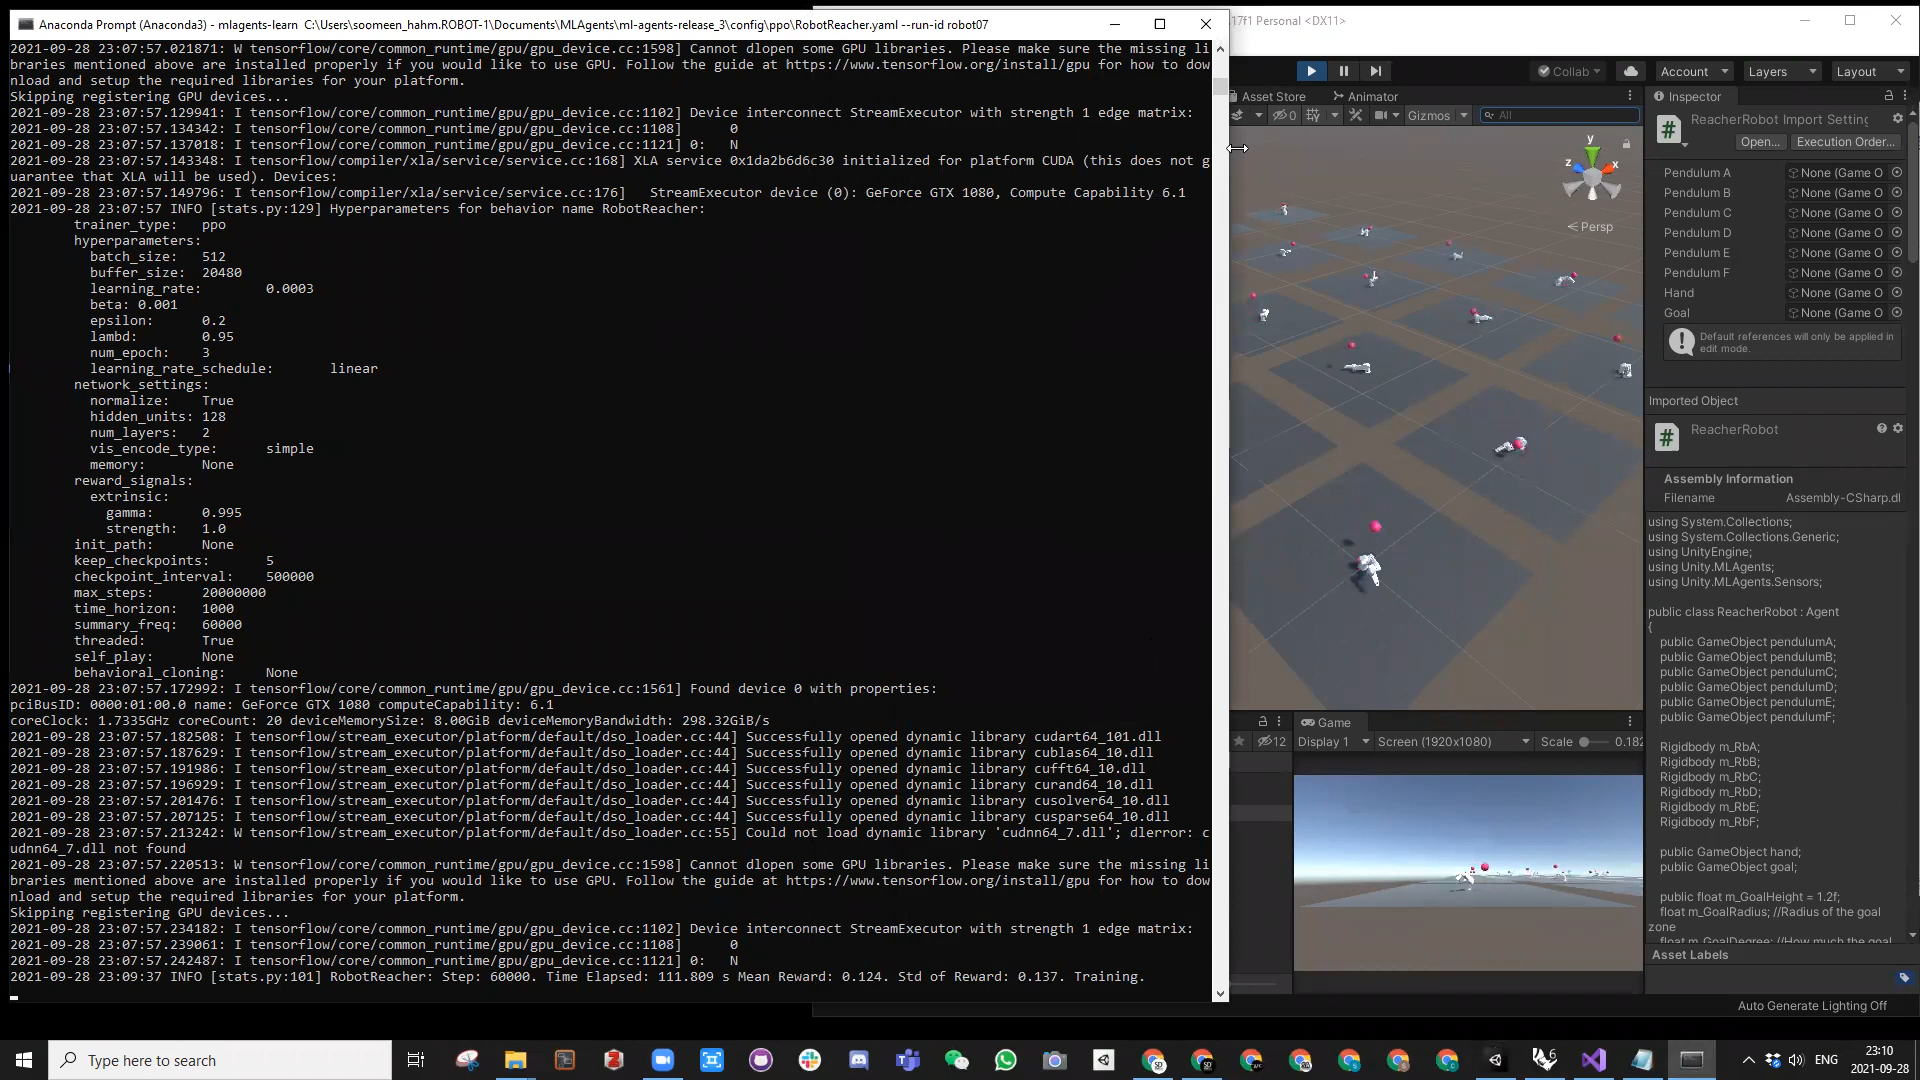 Anaconda Prompt (Anaconda3) - mlagents-learn  C:\Users\soomeen_hahm.ROBOT-1\Documents\MLAgents\ml-agents-release_3\config\ppo\RobotReacher.yaml --run-id robot07
2021-09-28 23:07:57.021871: W tensorflow/core/common_runtime/gpu/gpu_device.cc:1598] Cannot dlopen some GPU libraries. Please make sure the missing li
braries mentioned above are installed properly if you would like to use GPU. Follow the guide at https://www.tensorflow.org/install/gpu for how to dow
nload and setup the required libraries for your platform.
Skipping registering GPU devices...
2021-09-28 23:07:57.129941: I tensorflow/core/common_runtime/gpu/gpu_device.cc:1102] Device interconnect StreamExecutor with strength 1 edge matrix:
2021-09-28 23:07:57.134342: I tensorflow/core/common_runtime/gpu/gpu_device.cc:1108]      0
2021-09-28 23:07:57.137018: I tensorflow/core/common_runtime/gpu/gpu_device.cc:1121] 0:   N
2021-09-28 23:07:57.143348: I tensorflow/compiler/xla/service/service.cc:168] XLA service 0x1da2b6d6c30 initialized for platform CUDA (this does not g
uarantee that XLA will be used). Devices:
2021-09-28 23:07:57.149796: I tensorflow/compiler/xla/service/service.cc:176]   StreamExecutor device (0): GeForce GTX 1080, Compute Capability 6.1
2021-09-28 23:07:57 INFO [stats.py:129] Hyperparameters for behavior name RobotReacher:
trainer_type:   ppo
hyperparameters:
batch_size:   512
buffer_size:  20480
learning_rate:        0.0003
beta: 0.001
epsilon:      0.2
lambd:        0.95
num_epoch:    3
learning_rate_schedule:       linear
network_settings:
normalize:    True
hidden_units: 128
num_layers:   2
vis_encode_type:      simple
memory:       None
reward_signals:
extrinsic:
gamma:      0.995
strength:   1.0
init_path:      None
keep_checkpoints:       5
checkpoint_interval:    500000
max_steps:      20000000
time_horizon:   1000
summary_freq:   60000
threaded:       True
self_play:      None
behavioral_cloning:     None
2021-09-28 23:07:57.172992: I tensorflow/core/common_runtime/gpu/gpu_device.cc:1561] Found device 0 with properties:
pciBusID: 0000:01:00.0 name: GeForce GTX 1080 computeCapability: 6.1
coreClock: 1.7335GHz coreCount: 20 deviceMemorySize: 8.00GiB deviceMemoryBandwidth: 298.32GiB/s
2021-09-28 23:07:57.182508: I tensorflow/stream_executor/platform/default/dso_loader.cc:44] Successfully opened dynamic library cudart64_101.dll
2021-09-28 23:07:57.187629: I tensorflow/stream_executor/platform/default/dso_loader.cc:44] Successfully opened dynamic library cublas64_10.dll
2021-09-28 23:07:57.191986: I tensorflow/stream_executor/platform/default/dso_loader.cc:44] Successfully opened dynamic library cufft64_10.dll
2021-09-28 23:07:57.196929: I tensorflow/stream_executor/platform/default/dso_loader.cc:44] Successfully opened dynamic library curand64_10.dll
2021-09-28 23:07:57.201476: I tensorflow/stream_executor/platform/default/dso_loader.cc:44] Successfully opened dynamic library cusolver64_10.dll
2021-09-28 23:07:57.207125: I tensorflow/stream_executor/platform/default/dso_loader.cc:44] Successfully opened dynamic library cusparse64_10.dll
2021-09-28 23:07:57.213242: W tensorflow/stream_executor/platform/default/dso_loader.cc:55] Could not load dynamic library 'cudnn64_7.dll'; dlerror: c
udnn64_7.dll not found
2021-09-28 23:07:57.220513: W tensorflow/core/common_runtime/gpu/gpu_device.cc:1598] Cannot dlopen some GPU libraries. Please make sure the missing li
braries mentioned above are installed properly if you would like to use GPU. Follow the guide at https://www.tensorflow.org/install/gpu for how to dow
nload and setup the required libraries for your platform.
Skipping registering GPU devices...
2021-09-28 23:07:57.234182: I tensorflow/core/common_runtime/gpu/gpu_device.cc:1102] Device interconnect StreamExecutor with strength 1 edge matrix:
2021-09-28 23:07:57.239061: I tensorflow/core/common_runtime/gpu/gpu_device.cc:1108]      0
2021-09-28 23:07:57.242487: I tensorflow/core/common_runtime/gpu/gpu_device.cc:1121] 0:   N
2021-09-28 23:09:37 INFO [stats.py:101] RobotReacher: Step: 60000. Time Elapsed: 111.809 s Mean Reward: 0.124. Std of Reward: 0.137. Training.
17f1 Personal <DX11>
Collab Account Layers Layout
Asset Store Animator
0 Gizmos All
y
z x
Persp
Game
12 Display 1 Screen (1920x1080) Scale 0.182
Inspector
ReacherRobot Import Setting
Open... Execution Order...
Pendulum A None (Game O
Pendulum B None (Game O
Pendulum C None (Game O
Pendulum D None (Game O
Pendulum E None (Game O
Pendulum F None (Game O
Hand None (Game O
Goal None (Game O
Default references will only be applied in
edit mode.
Imported Object
ReacherRobot
Assembly Information
Filename Assembly-CSharp.dl
using System.Collections;
using System.Collections.Generic;
using UnityEngine;
using Unity.MLAgents;
using Unity.MLAgents.Sensors;
public class ReacherRobot : Agent
{
public GameObject pendulumA;
public GameObject pendulumB;
public GameObject pendulumC;
public GameObject pendulumD;
public GameObject pendulumE;
public GameObject pendulumF;
Rigidbody m_RbA;
Rigidbody m_RbB;
Rigidbody m_RbC;
Rigidbody m_RbD;
Rigidbody m_RbE;
Rigidbody m_RbF;
public GameObject hand;
public GameObject goal;
public float m_GoalHeight = 1.2f;
float m_GoalRadius; //Radius of the goal
zone
float m_GoalDegree; //How much the goal
Asset Labels
Auto Generate Lighting Off
Type here to search
ENG
23:10
2021-09-28